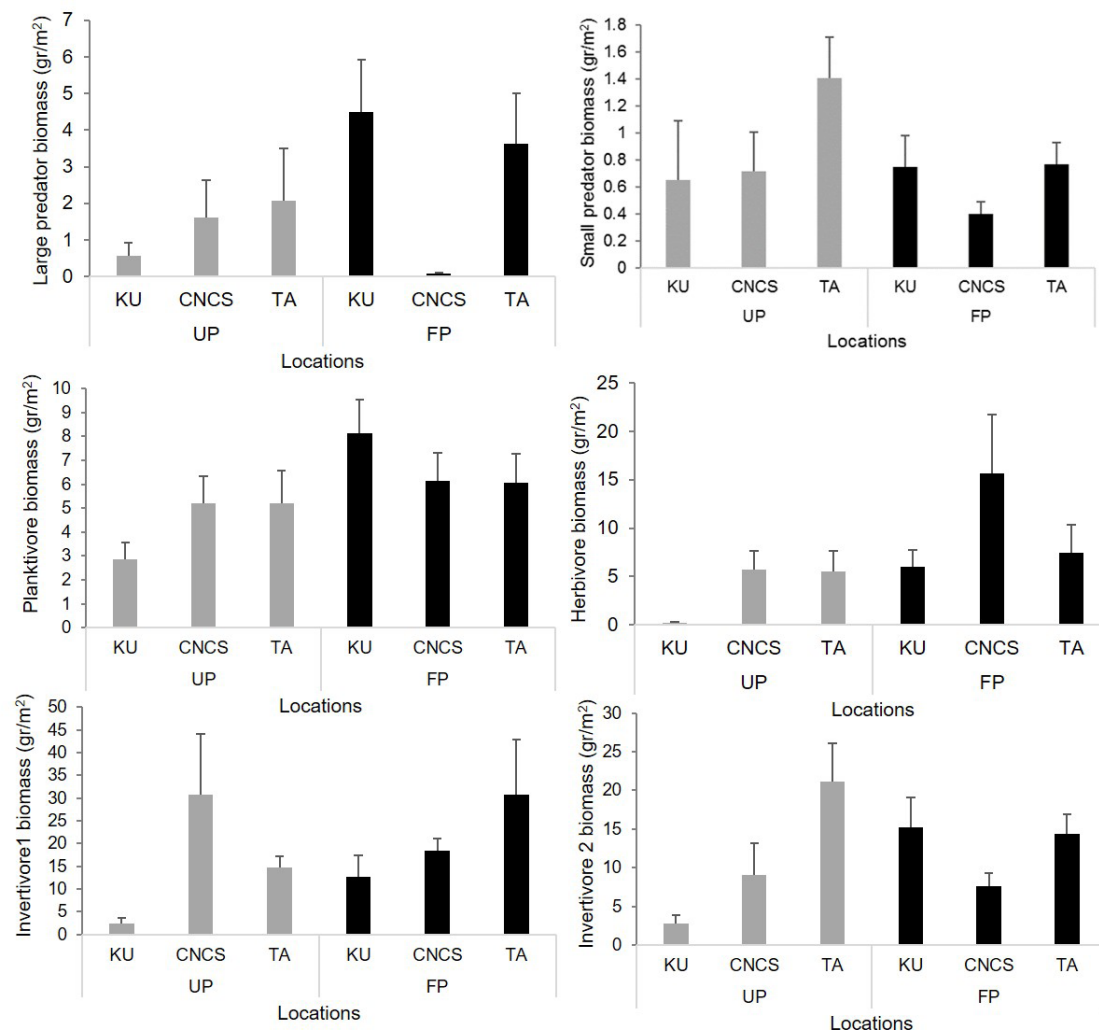 Large predator biomass (gr/m²)
7
6
5
4
3
2
1
0
KU CNCS TA KU CNCS TA
UP FP
Locations
Small predator biomass (gr/m²)
1.8
1.6
1.4
1.2
1
0.8
0.6
0.4
0.2
0
KU CNCS TA KU CNCS TA
UP FP
Locations
Planktivore biomass (gr/m²)
10
9
8
7
6
5
4
3
2
1
0
KU CNCS TA KU CNCS TA
UP FP
Locations
Herbivore biomass (gr/m²)
25
20
15
10
5
0
KU CNCS TA KU CNCS TA
UP FP
Locations
Invertivore1 biomass (gr/m²)
50
45
40
35
30
25
20
15
10
5
0
KU CNCS TA KU CNCS TA
UP FP
Locations
Invertivore 2 biomass (gr/m²)
30
25
20
15
10
5
0
KU CNCS TA KU CNCS TA
UP FP
Locations